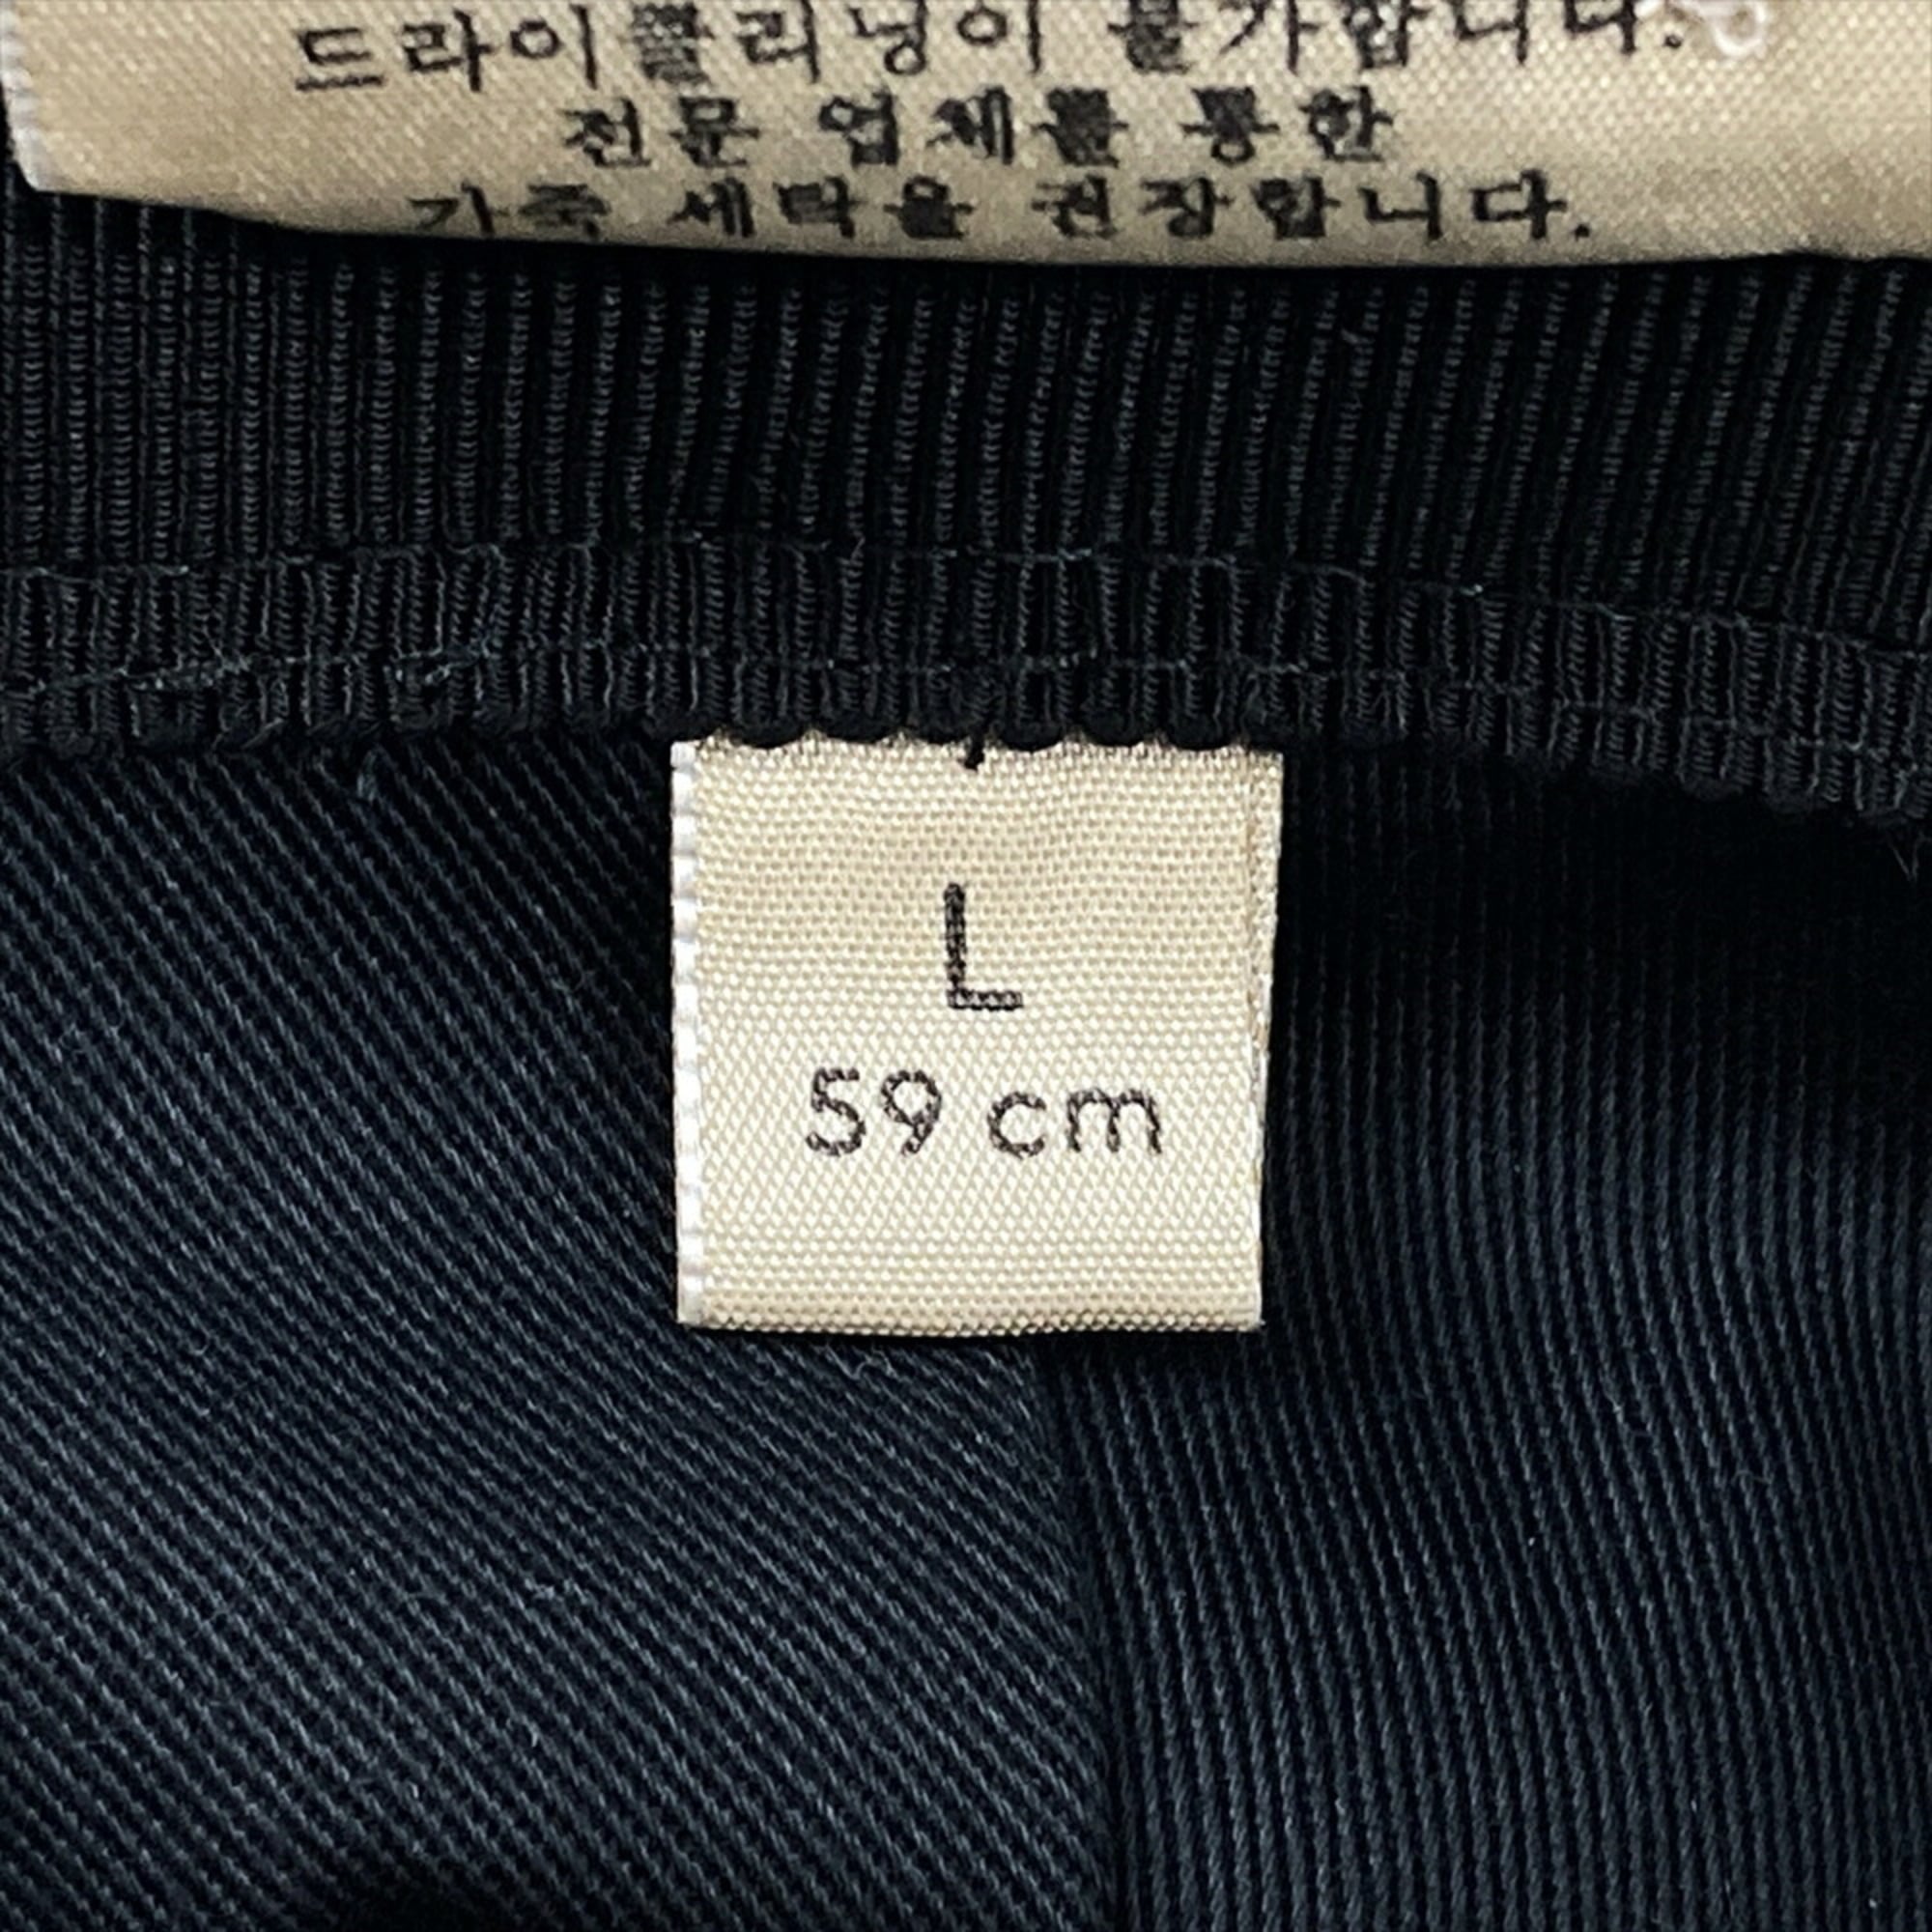 드라이클리닝이 불가합니다.
전문 업체를 통한
가죽 세탁을 권장합니다.
L
59 cm